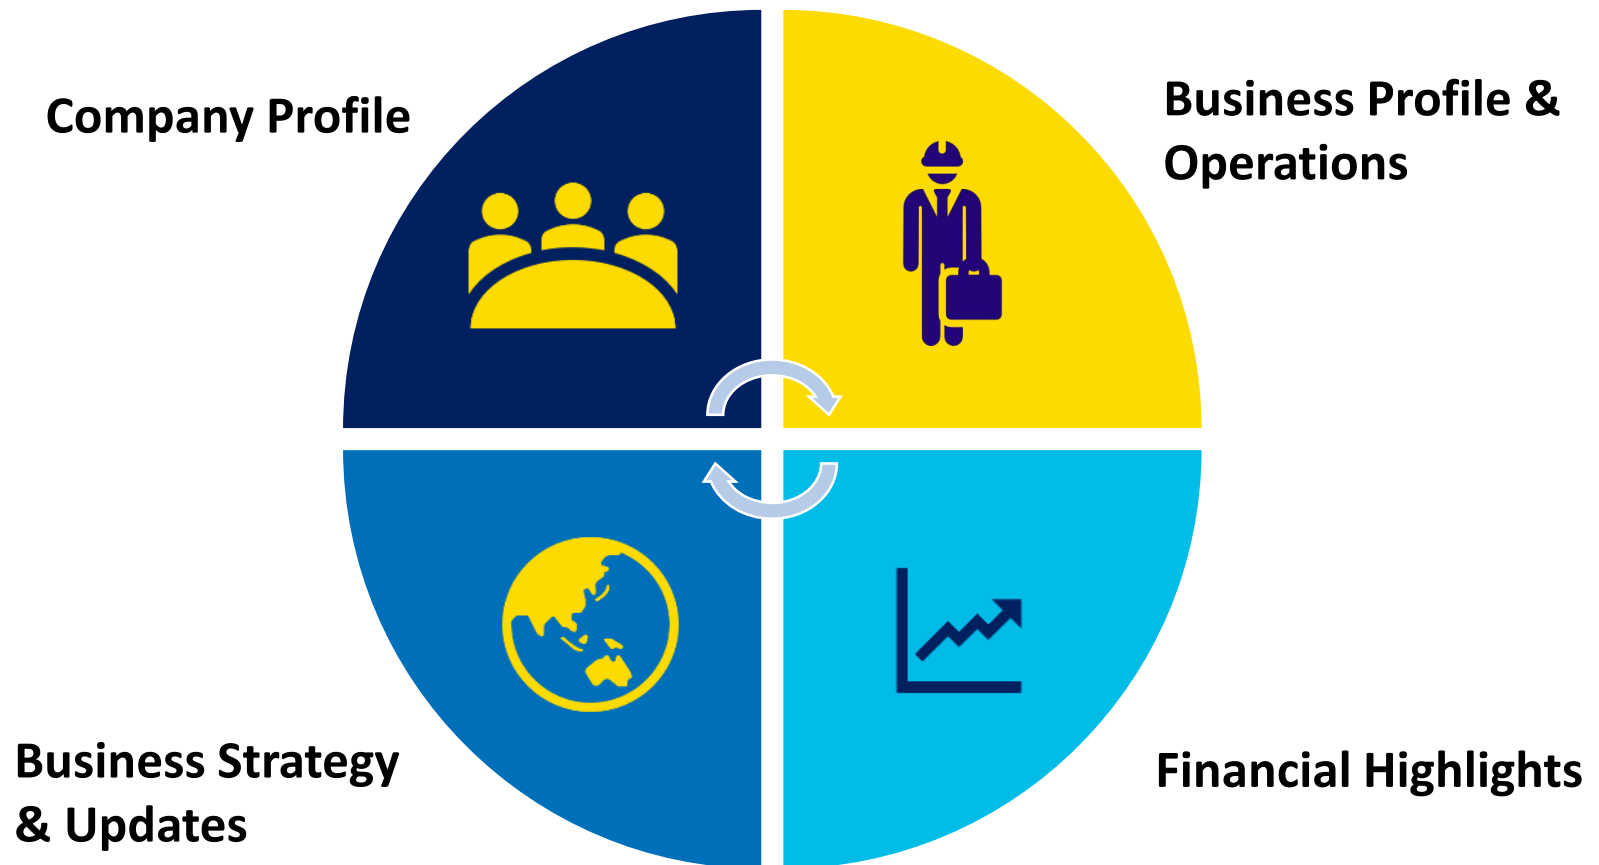 Company Profile
Business Profile &
Operations
Business Strategy
& Updates
Financial Highlights